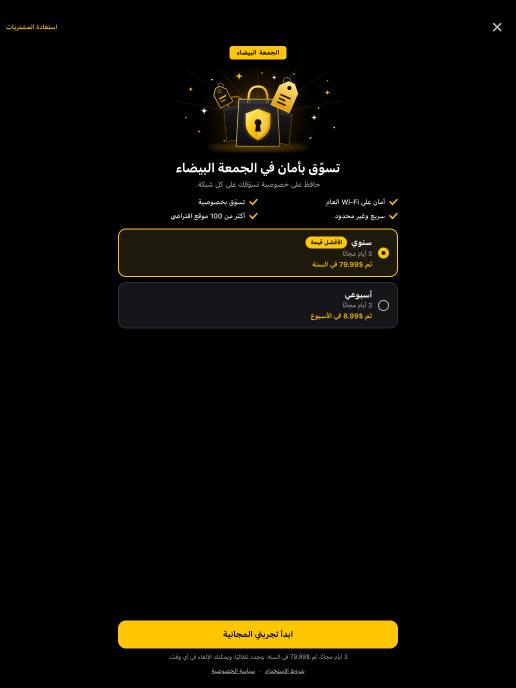 استعادة المشتريات
الجمعة البيضاء
تسوّق بأمان في الجمعة البيضاء
حافظ على خصوصية تسوّقك على كل شبكة.
أمان على Wi-Fi العام
تسوّق بخصوصية
سريع وغير محدود
أكثر من 100 موقع افتراضي
سنوي الأفضل قيمة
3 أيام مجانًا
ثم 79.99$ في السنة
أسبوعي
3 أيام مجانًا
ثم 8.99$ في الأسبوع
ابدأ تجربتي المجانية
3 أيام مجانًا، ثم 79.99$ في السنة. يتجدد تلقائيًا، ويمكنك الإلغاء في أي وقت.
شروط الاستخدام · سياسة الخصوصية